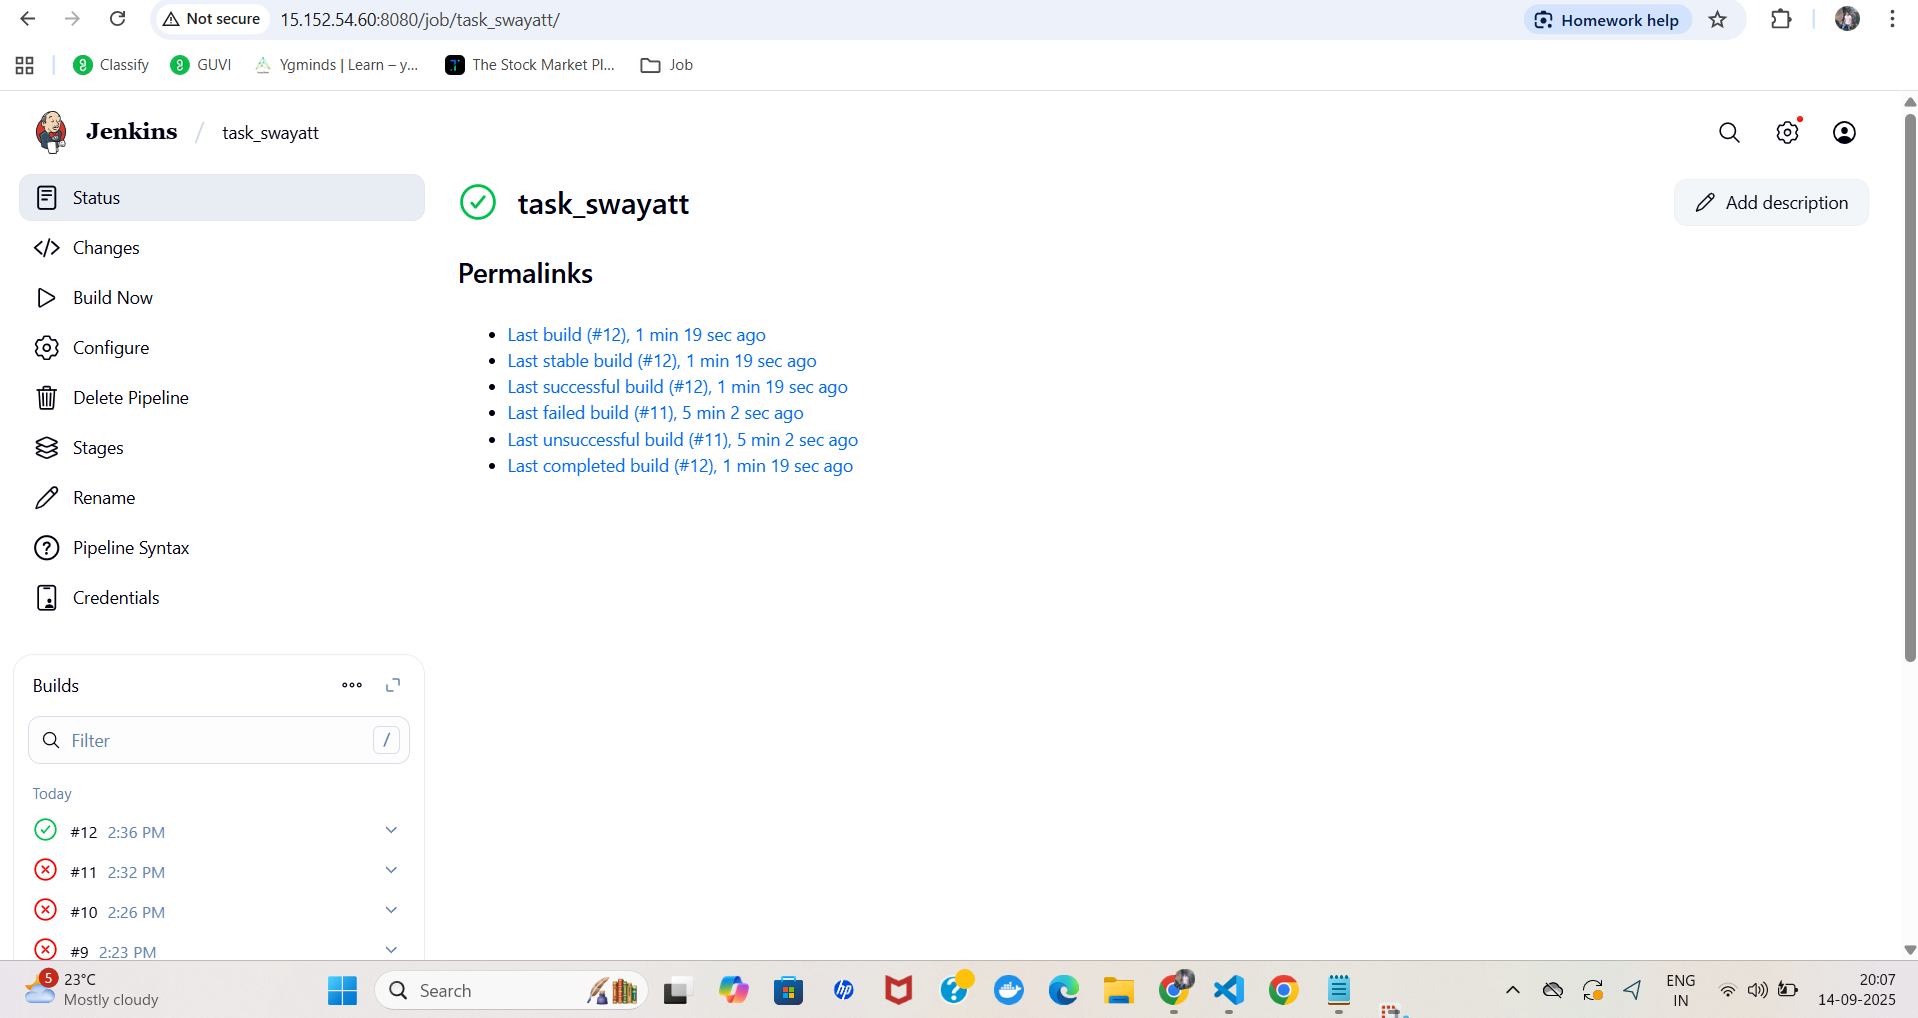 Not secure 15.152.54.60:8080/job/task_swayatt/ Homework help
Classify GUVI Ygminds | Learn – y... The Stock Market Pl... Job
Jenkins / task_swayatt
Status
Changes
Build Now
Configure
Delete Pipeline
Stages
Rename
Pipeline Syntax
Credentials
task_swayatt
Add description
Permalinks
Last build (#12), 1 min 19 sec ago
Last stable build (#12), 1 min 19 sec ago
Last successful build (#12), 1 min 19 sec ago
Last failed build (#11), 5 min 2 sec ago
Last unsuccessful build (#11), 5 min 2 sec ago
Last completed build (#12), 1 min 19 sec ago
Builds
Filter /
Today
#12 2:36 PM
#11 2:32 PM
#10 2:26 PM
#9 2:23 PM
5
23°C
Mostly cloudy
Search
hp
ENG
IN
20:07
14-09-2025